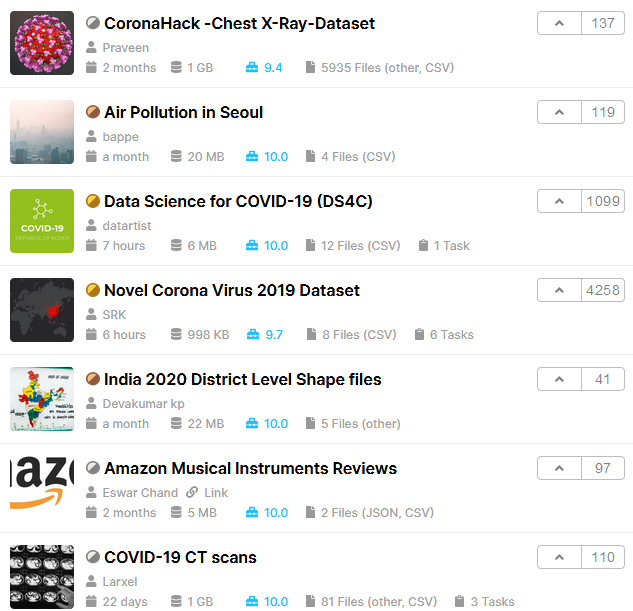 CoronaHack -Chest X-Ray-Dataset
137
Praveen
2 months 1 GB 9.4 5935 Files (other, CSV)
Air Pollution in Seoul
119
bappe
a month 20 MB 10.0 4 Files (CSV)
COVID-19
REPUBLIC OF KOREA
Data Science for COVID-19 (DS4C)
1099
datartist
7 hours 6 MB 10.0 12 Files (CSV) 1 Task
Novel Corona Virus 2019 Dataset
4258
SRK
6 hours 998 KB 9.7 8 Files (CSV) 6 Tasks
India 2020 District Level Shape files
41
Devakumar kp
a month 22 MB 10.0 5 Files (other)
azo
Amazon Musical Instruments Reviews
97
Eswar Chand Link
2 months 5 MB 10.0 2 Files (JSON, CSV)
COVID-19 CT scans
110
Larxel
22 days 1 GB 10.0 81 Files (other, CSV) 3 Tasks